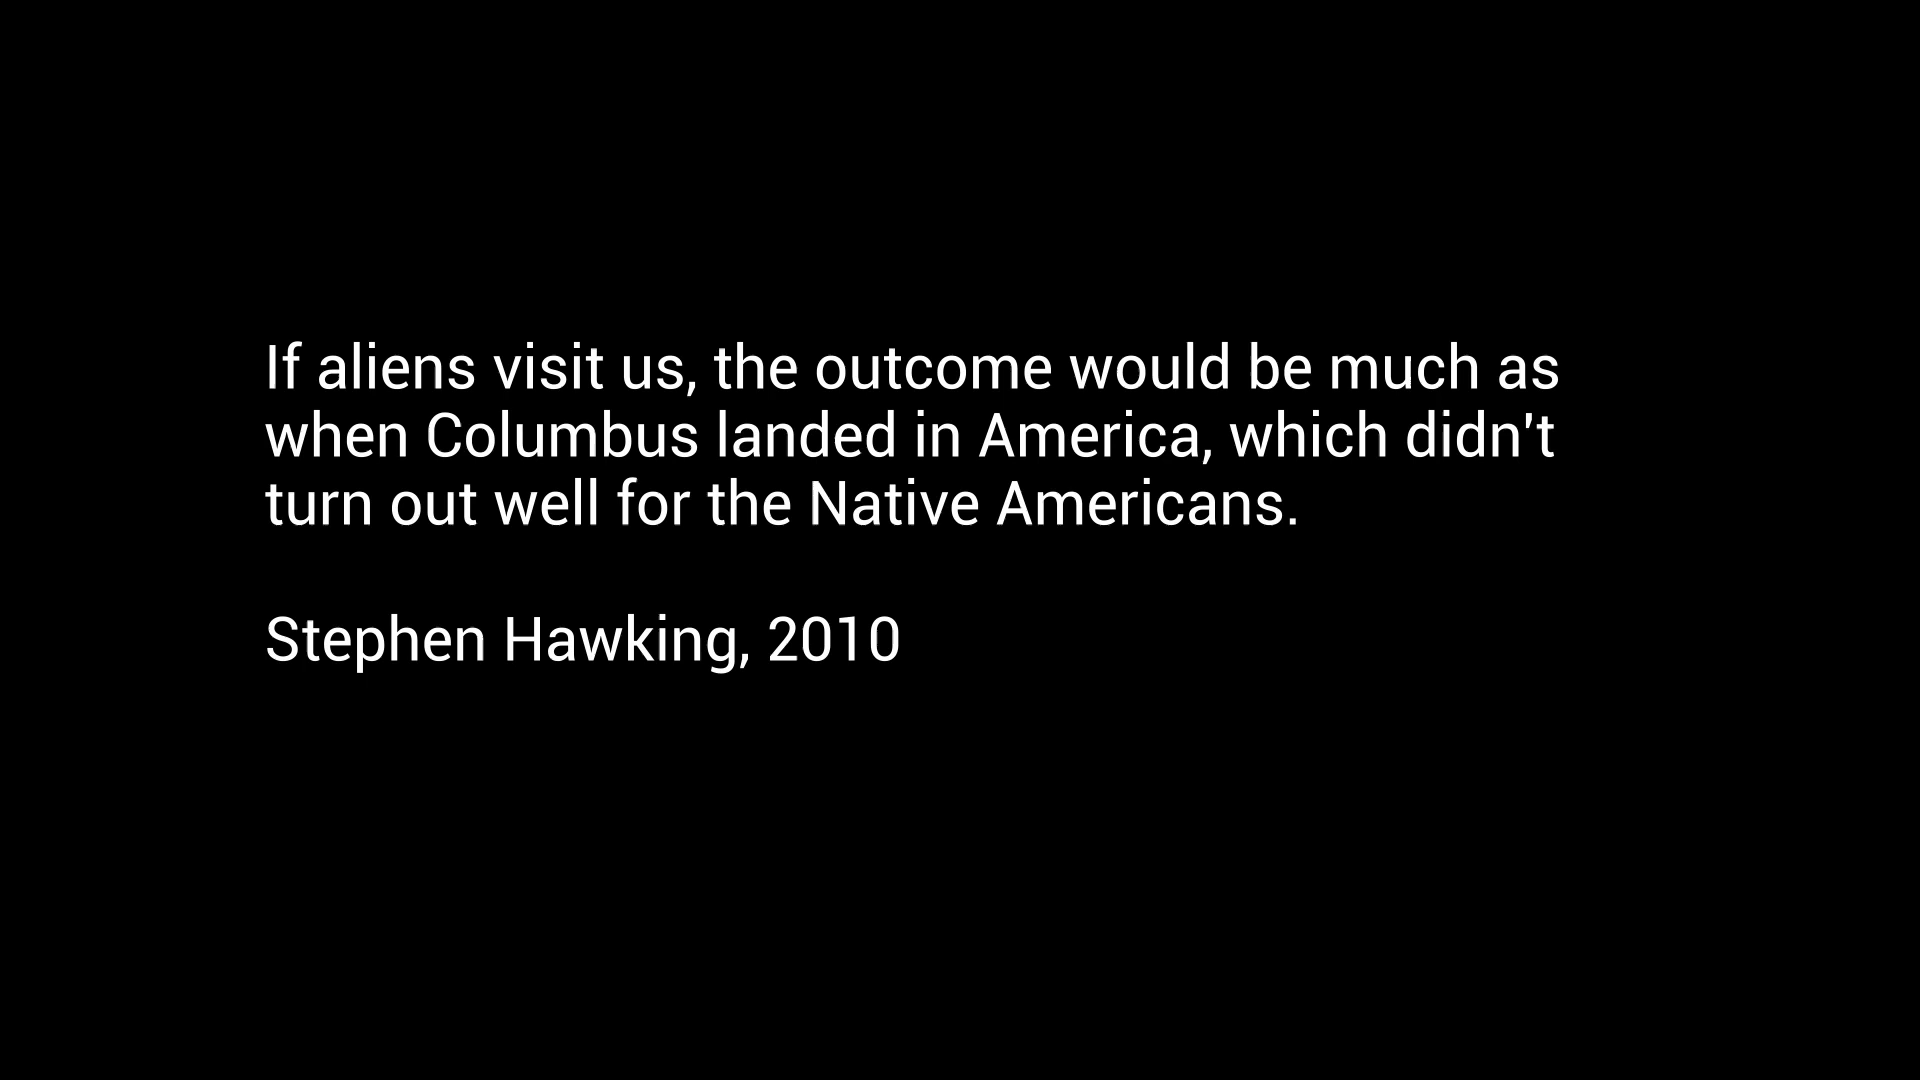 If aliens visit us, the outcome would be much as
when Columbus landed in America, which didn't
turn out well for the Native Americans.
Stephen Hawking, 2010